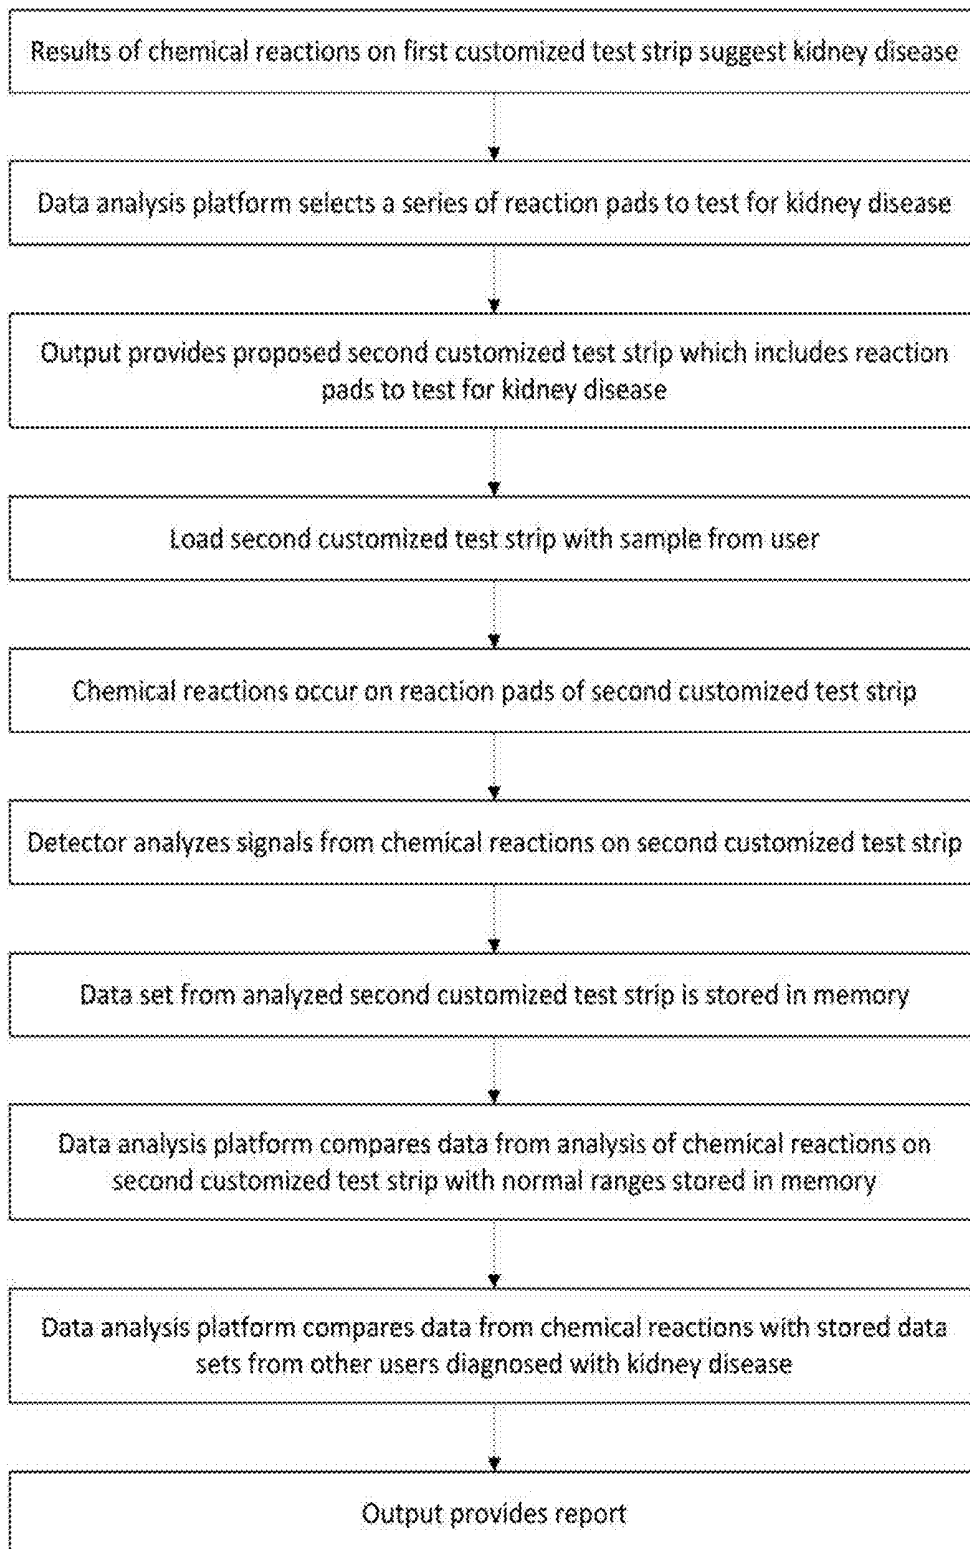 Results of chemical reactions on first customized test strip suggest kidney disease
Data analysis platform selects a series of reaction pads to test for kidney disease
Output provides proposed second customized test strip which includes reaction
pads to test for kidney disease
Load second customized test strip with sample from user
Chemical reactions occur on reaction pads of second customized test strip
Detector analyzes signals from chemical reactions on second customized test strip
Data set from analyzed second customized test strip is stored in memory
Data analysis platform compares data from analysis of chemical reactions on
second customized test strip with normal ranges stored in memory
Data analysis platform compares data from chemical reactions with stored data
sets from other users diagnosed with kidney disease
Output provides report